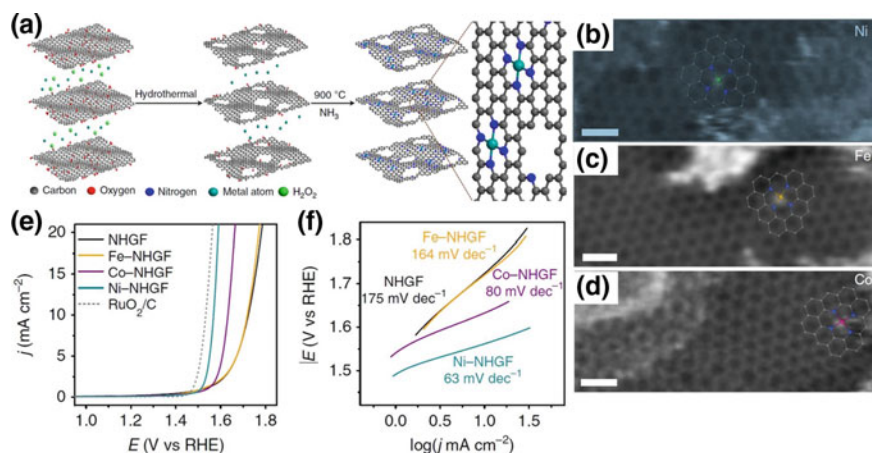 (a)
Hydrothermal
900 °C
NH₃
Carbon Oxygen Nitrogen Metal atom H₂O₂
(b)
Ni
(c)
Fe
(d)
Co
(e)
20
15
10
5
0
j (mA cm⁻²)
NHGF
Fe–NHGF
Co–NHGF
Ni–NHGF
RuO₂/C
1.0 1.2 1.4 1.6 1.8
E (V vs RHE)
(f)
1.8
1.7
1.6
1.5
|E (V vs RHE)
Fe–NHGF
164 mV dec⁻¹
NHGF
175 mV dec⁻¹
Co–NHGF
80 mV dec⁻¹
Ni–NHGF
63 mV dec⁻¹
0.0 0.5 1.0 1.5
log(j mA cm⁻²)